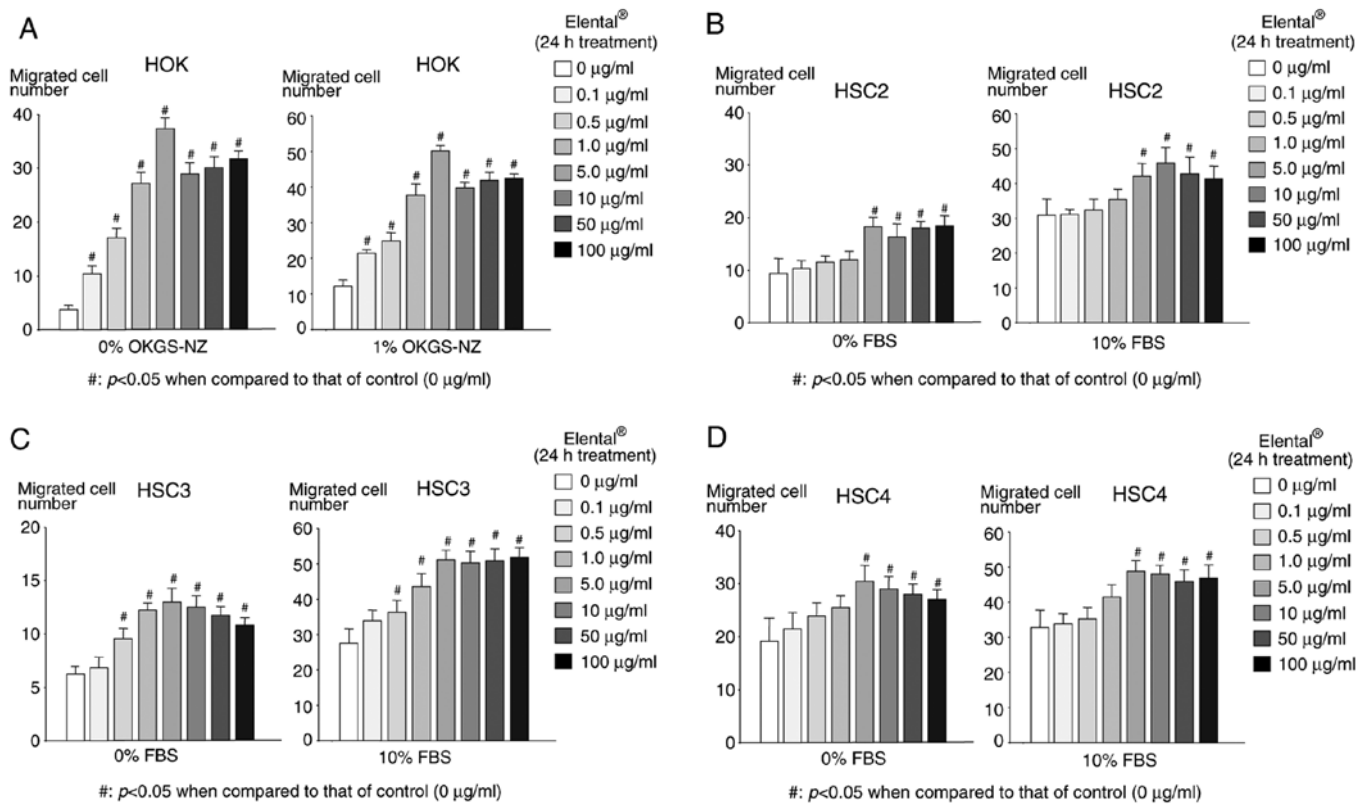 A
HOK
Migrated cell
number
40
30
20
10
0
#
#
#
#
#
#
#
0% OKGS-NZ
HOK
Migrated cell
number
60
50
40
30
20
10
0
#
#
#
#
#
#
#
1% OKGS-NZ
Elental®
(24 h treatment)
0 μg/ml
0.1 μg/ml
0.5 μg/ml
1.0 μg/ml
5.0 μg/ml
10 μg/ml
50 μg/ml
100 μg/ml
#: p<0.05 when compared to that of control (0 μg/ml)
B
HSC2
Migrated cell
number
40
30
20
10
0
#
#
#
#
0% FBS
HSC2
Migrated cell
number
60
50
40
30
20
10
0
#
#
#
#
10% FBS
Elental®
(24 h treatment)
0 μg/ml
0.1 μg/ml
0.5 μg/ml
1.0 μg/ml
5.0 μg/ml
10 μg/ml
50 μg/ml
100 μg/ml
#: p<0.05 when compared to that of control (0 μg/ml)
C
HSC3
Migrated cell
number
20
15
10
5
0
#
#
#
#
#
#
0% FBS
HSC3
Migrated cell
number
60
50
40
30
20
10
0
#
#
#
#
#
#
10% FBS
Elental®
(24 h treatment)
0 μg/ml
0.1 μg/ml
0.5 μg/ml
1.0 μg/ml
5.0 μg/ml
10 μg/ml
50 μg/ml
100 μg/ml
#: p<0.05 when compared to that of control (0 μg/ml)
D
HSC4
Migrated cell
number
40
30
20
10
0
#
#
#
#
0% FBS
HSC4
Migrated cell
number
60
50
40
30
20
10
0
#
#
#
#
10% FBS
Elental®
(24 h treatment)
0 μg/ml
0.1 μg/ml
0.5 μg/ml
1.0 μg/ml
5.0 μg/ml
10 μg/ml
50 μg/ml
100 μg/ml
#: p<0.05 when compared to that of control (0 μg/ml)